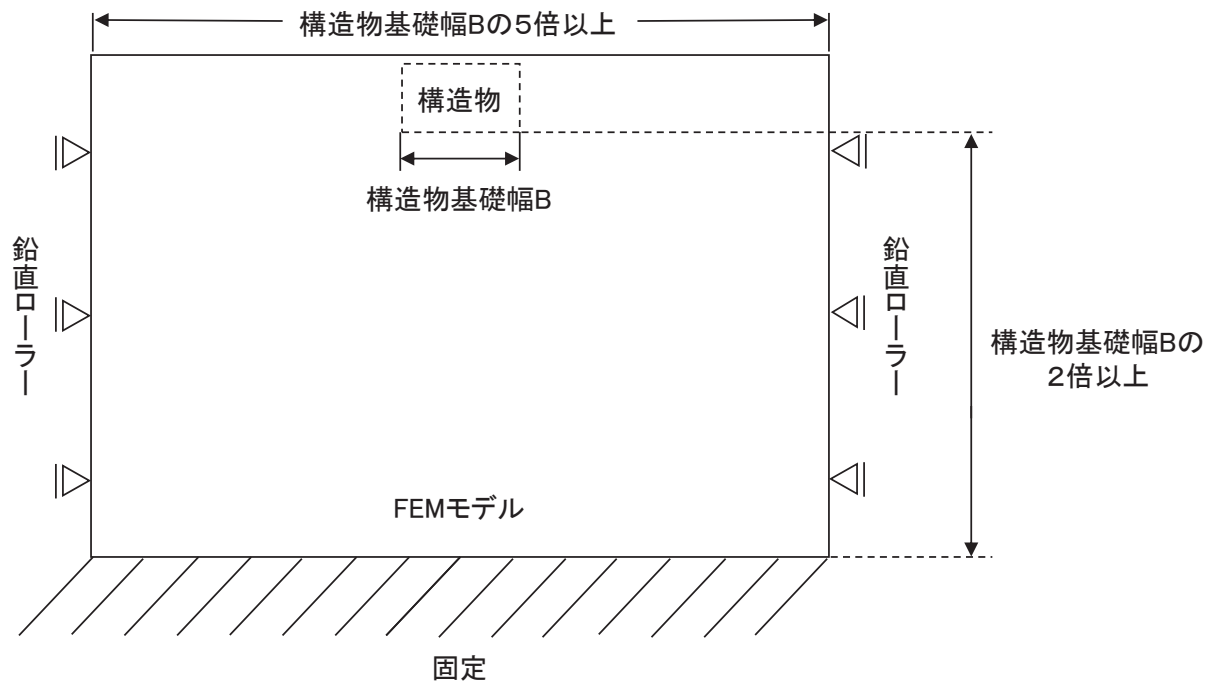 構造物基礎幅Bの5倍以上
構造物
構造物基礎幅B
鉛直ローラー
鉛直ローラー
構造物基礎幅Bの
2倍以上
FEMモデル
固定